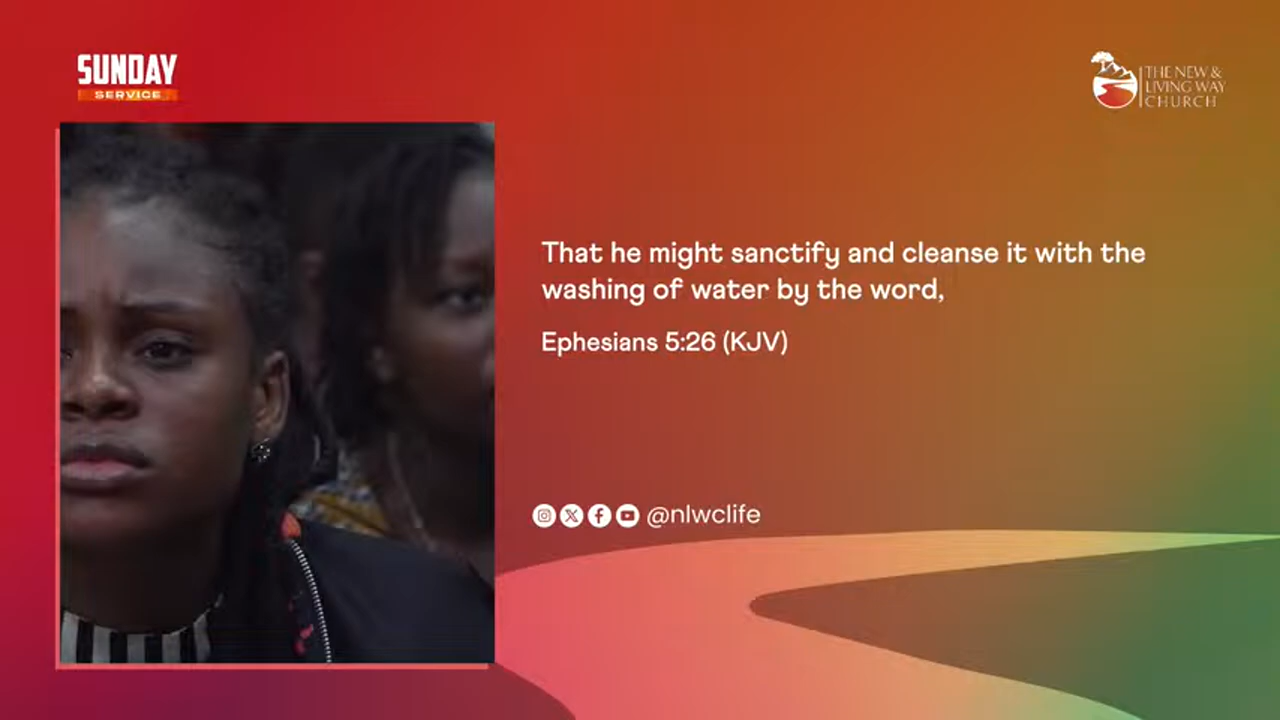 SUNDAY
SERVICE
THE NEW &
LIVING WAY
CHURCH
That he might sanctify and cleanse it with the
washing of water by the word,
Ephesians 5:26 (KJV)
@nlwclife